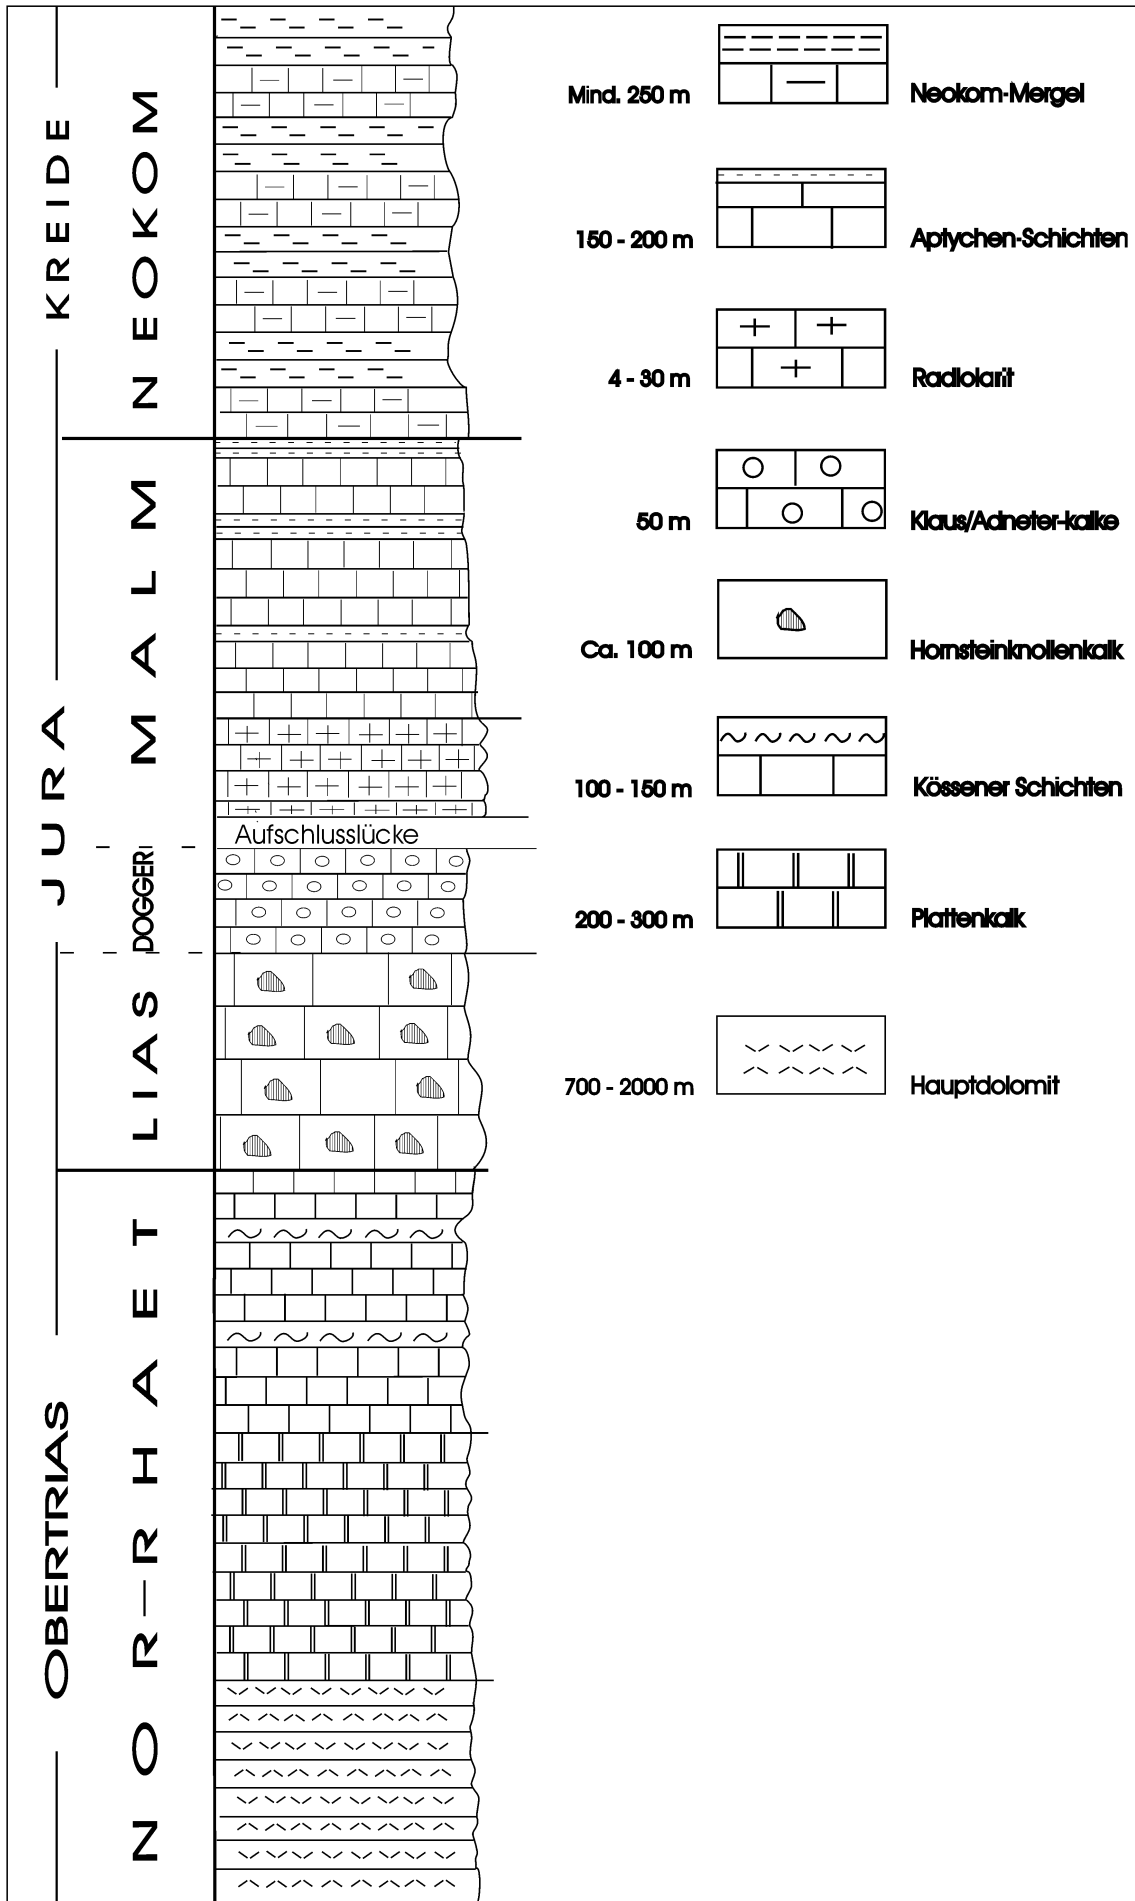 KREIDE
JURA
OBERTRIAS
NEOKOM
MALM
DOGGER
LIAS
NOR-RHAET
Aufschlusslücke
Mind. 250 m Neokom-Mergel
150 - 200 m Aptychen-Schichten
4 - 30 m Radiolarit
50 m Klaus/Adneter-kalke
Ca. 100 m Hornsteinknollenkalk
100 - 150 m Kössener Schichten
200 - 300 m Plattenkalk
700 - 2000 m Hauptdolomit